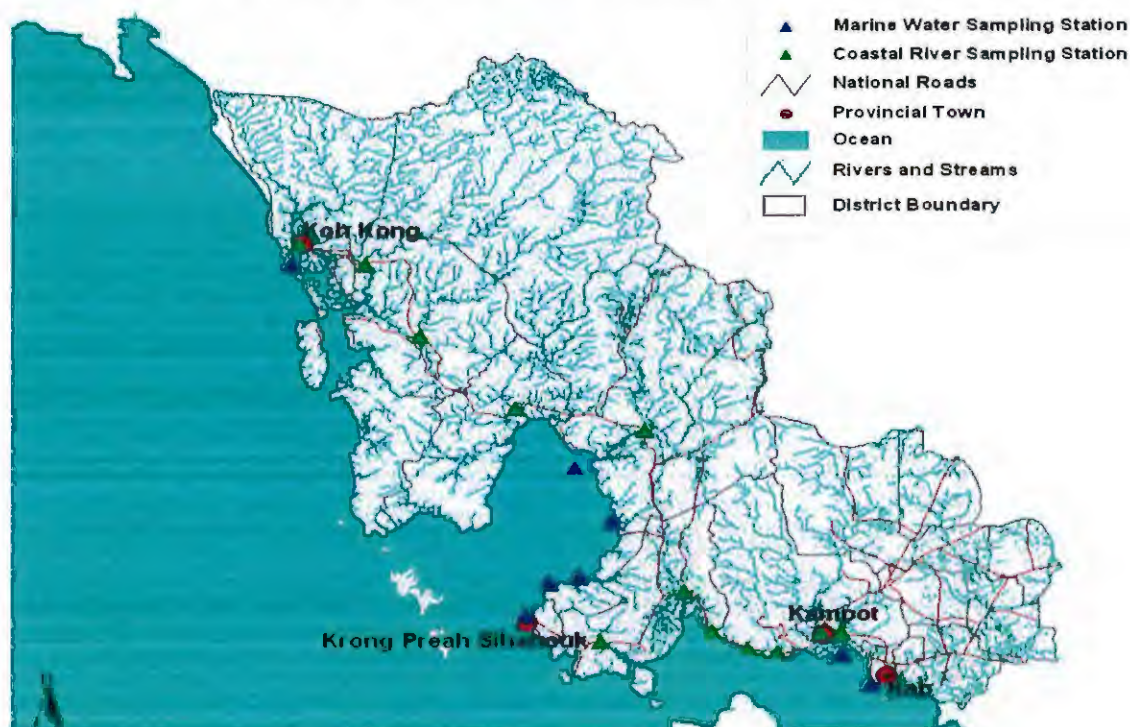 Marine Water Sampling Station
Coastal River Sampling Station
National Roads
Provincial Town
Ocean
Rivers and Streams
District Boundary
Koh Kong
Kampot
Krong Preah Sihanouk